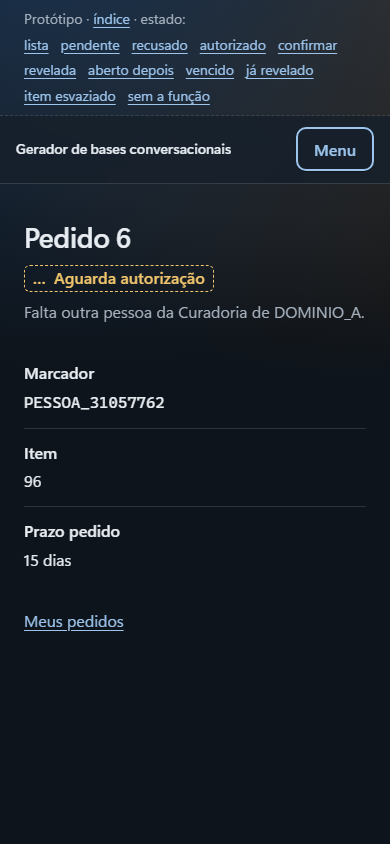 Protótipo · índice · estado:
lista pendente recusado autorizado confirmar
revelada aberto depois vencido já revelado
item esvaziado sem a função
Gerador de bases conversacionais
Menu
Pedido 6
… Aguarda autorização
Falta outra pessoa da Curadoria de DOMINIO_A.
Marcador
PESSOA_31057762
Item
96
Prazo pedido
15 dias
Meus pedidos